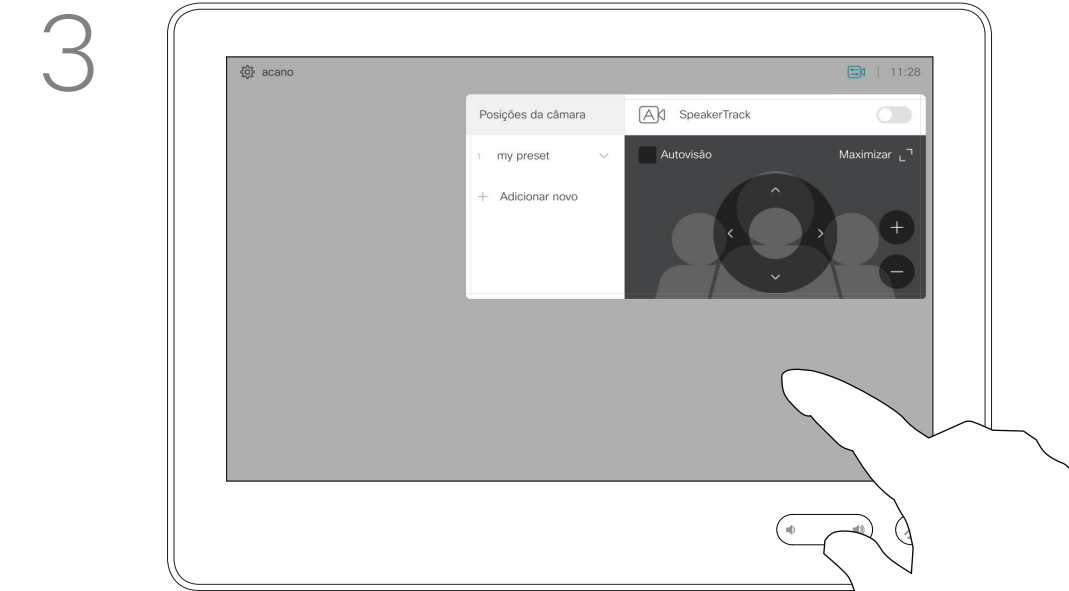 3
acano
11:28
Posições da câmara
SpeakerTrack
1 my preset
Autovisão
Maximizar
+ Adicionar novo